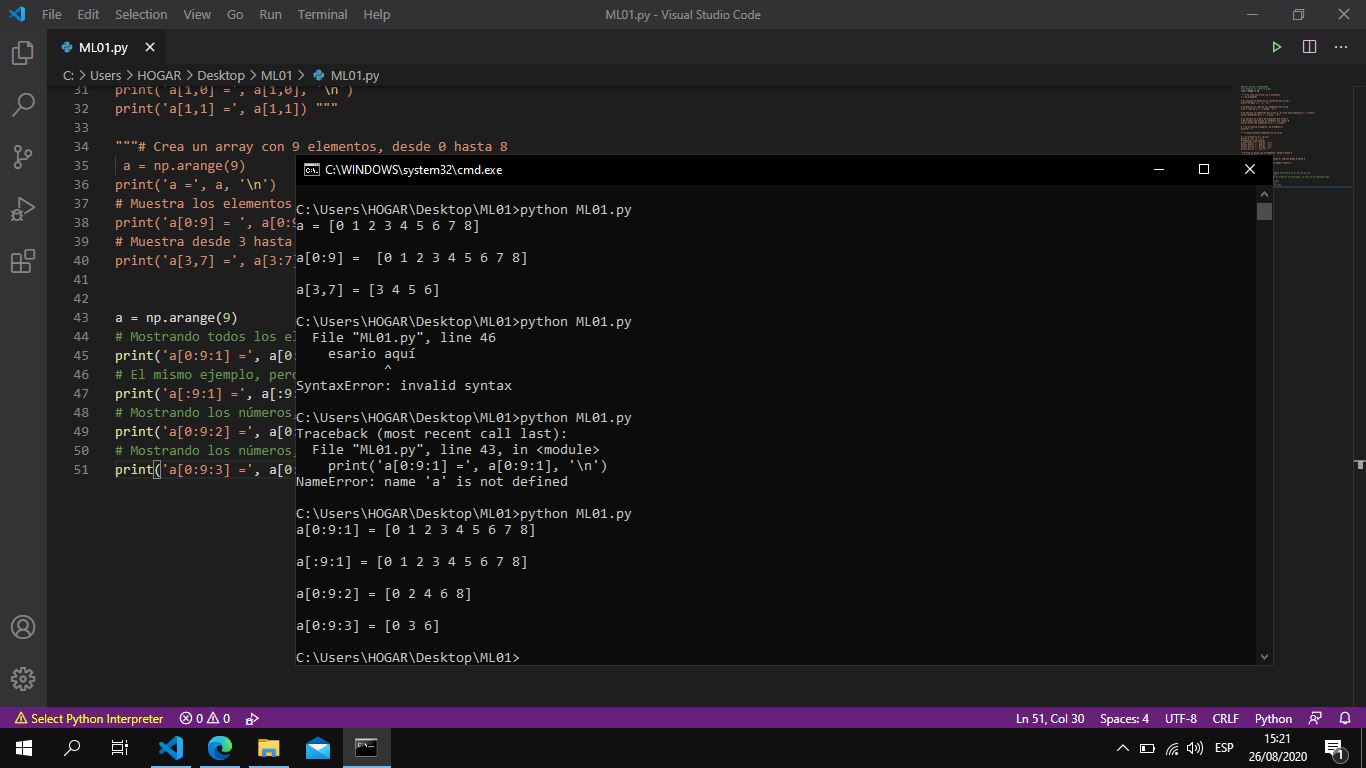 File Edit Selection View Go Run Terminal Help
ML01.py - Visual Studio Code
ML01.py
C: > Users > HOGAR > Desktop > ML01 > ML01.py
31 print('a[1,0] =', a[1,0], '\n')
32 print('a[1,1] =', a[1,1]) """
33
34 """# Crea un array con 9 elementos, desde 0 hasta 8
35 a = np.arange(9)
36 print('a =', a, '\n')
37 # Muestra los elementos
38 print('a[0:9] = ', a[0:9
39 # Muestra desde 3 hasta
40 print('a[3,7] =', a[3:7]
41
42
43 a = np.arange(9)
44 # Mostrando todos los el
45 print('a[0:9:1] =', a[0:
46 # El mismo ejemplo, pero
47 print('a[:9:1] =', a[:9:
48 # Mostrando los números,
49 print('a[0:9:2] =', a[0:
50 # Mostrando los números,
51 print('a[0:9:3] =', a[0:
C:\WINDOWS\system32\cmd.exe
C:\Users\HOGAR\Desktop\ML01>python ML01.py
a = [0 1 2 3 4 5 6 7 8]
a[0:9] =  [0 1 2 3 4 5 6 7 8]
a[3,7] = [3 4 5 6]
C:\Users\HOGAR\Desktop\ML01>python ML01.py
File "ML01.py", line 46
esario aquí
^
SyntaxError: invalid syntax
C:\Users\HOGAR\Desktop\ML01>python ML01.py
Traceback (most recent call last):
File "ML01.py", line 43, in <module>
print('a[0:9:1] =', a[0:9:1], '\n')
NameError: name 'a' is not defined
C:\Users\HOGAR\Desktop\ML01>python ML01.py
a[0:9:1] = [0 1 2 3 4 5 6 7 8]
a[:9:1] = [0 1 2 3 4 5 6 7 8]
a[0:9:2] = [0 2 4 6 8]
a[0:9:3] = [0 3 6]
C:\Users\HOGAR\Desktop\ML01>
Select Python Interpreter 0 0
Ln 51, Col 30 Spaces: 4 UTF-8 CRLF Python
ESP
15:21
26/08/2020
1